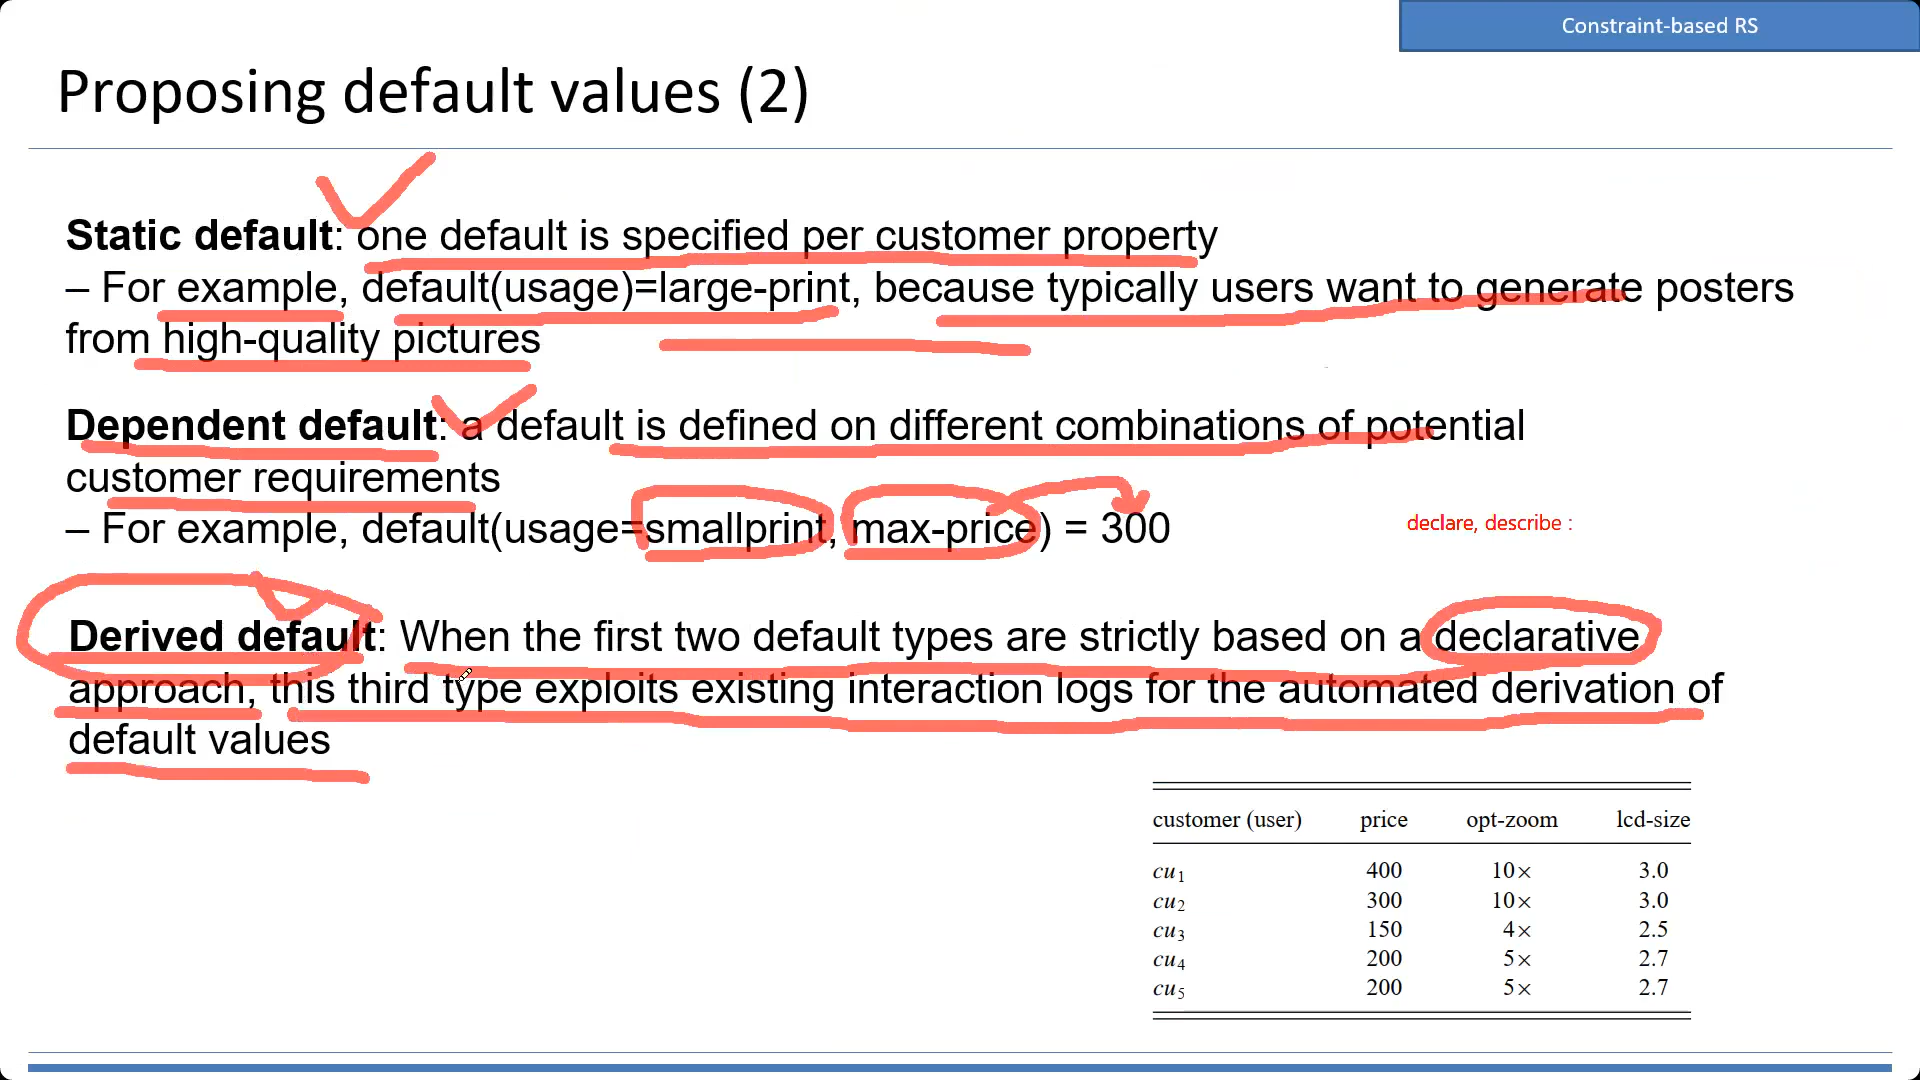 Constraint-based RS
Proposing default values (2)
Static default: one default is specified per customer property
– For example, default(usage)=large-print, because typically users want to generate posters
from high-quality pictures
Dependent default: a default is defined on different combinations of potential
customer requirements
– For example, default(usage=smallprint, max-price) = 300
declare, describe :
Derived default: When the first two default types are strictly based on a declarative
approach, this third type exploits existing interaction logs for the automated derivation of
default values
customer (user) price opt-zoom lcd-size
cu₁ 400 10× 3.0
cu₂ 300 10× 3.0
cu₃ 150 4× 2.5
cu₄ 200 5× 2.7
cu₅ 200 5× 2.7